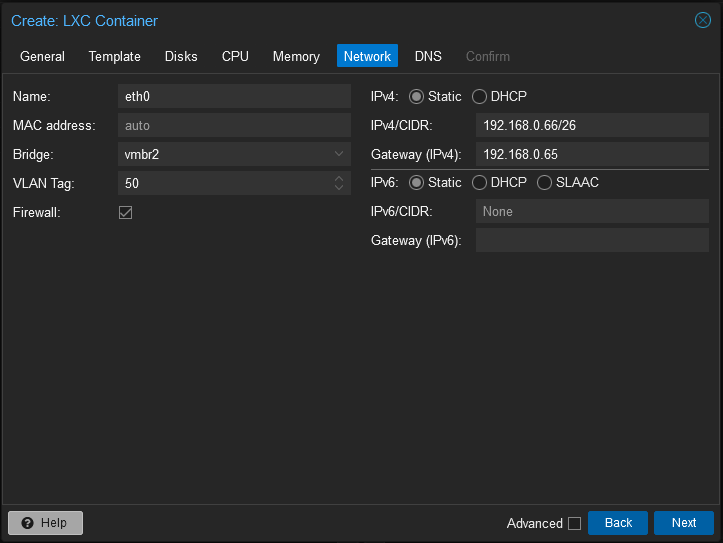 Create: LXC Container
General Template Disks CPU Memory Network DNS Confirm
Name: eth0
MAC address: auto
Bridge: vmbr2
VLAN Tag: 50
Firewall:
IPv4: Static DHCP
IPv4/CIDR: 192.168.0.66/26
Gateway (IPv4): 192.168.0.65
IPv6: Static DHCP SLAAC
IPv6/CIDR: None
Gateway (IPv6):
? Help Advanced Back Next